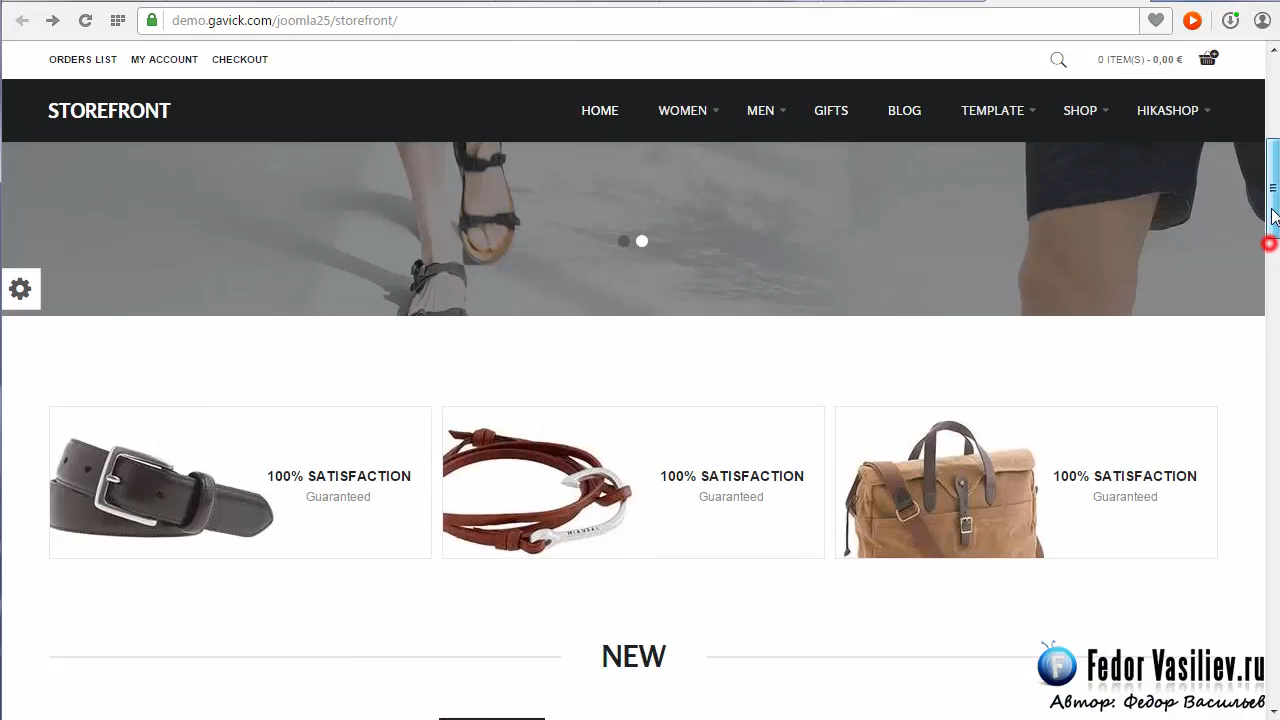 demo.gavick.com/joomla25/storefront/
ORDERS LIST MY ACCOUNT CHECKOUT
0 ITEM(S) - 0,00 €
STOREFRONT
HOME WOMEN MEN GIFTS BLOG TEMPLATE SHOP HIKASHOP
100% SATISFACTION
Guaranteed
100% SATISFACTION
Guaranteed
100% SATISFACTION
Guaranteed
NEW
Fedor Vasiliev.ru
Автор: Федор Васильев